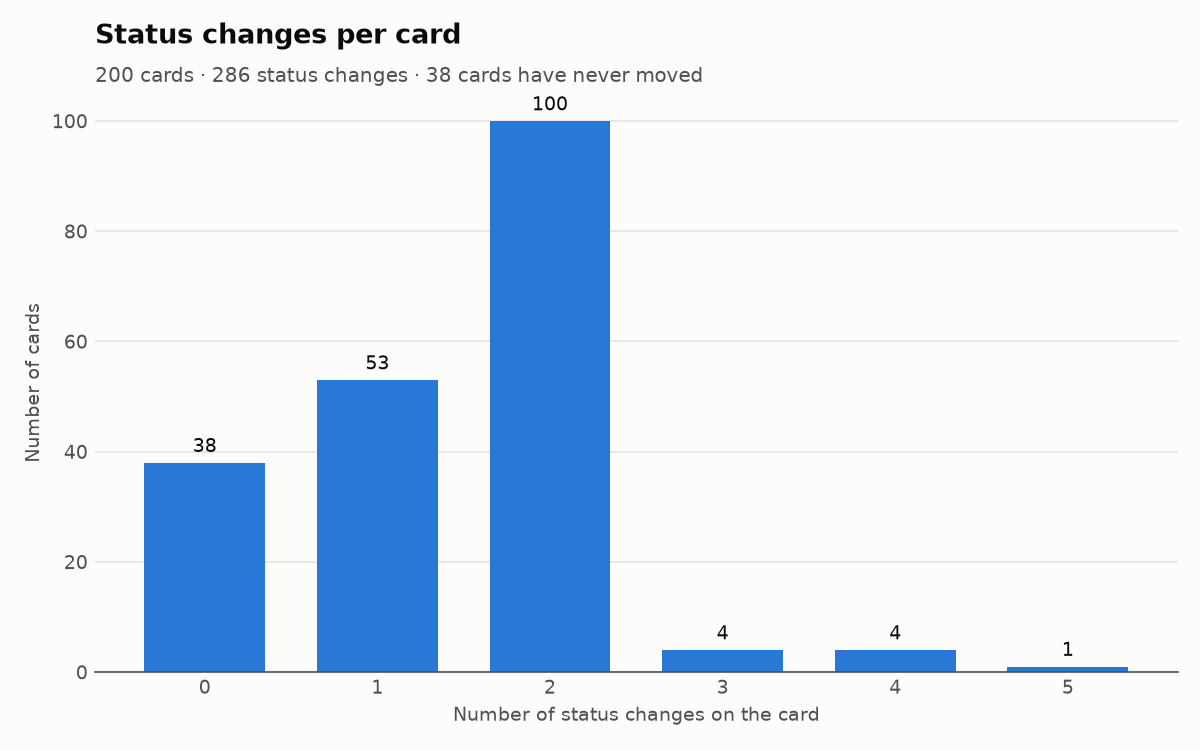 Status changes per card
200 cards · 286 status changes · 38 cards have never moved
100
80
60
40
20
0
Number of cards
38
53
100
4
4
1
0 1 2 3 4 5
Number of status changes on the card